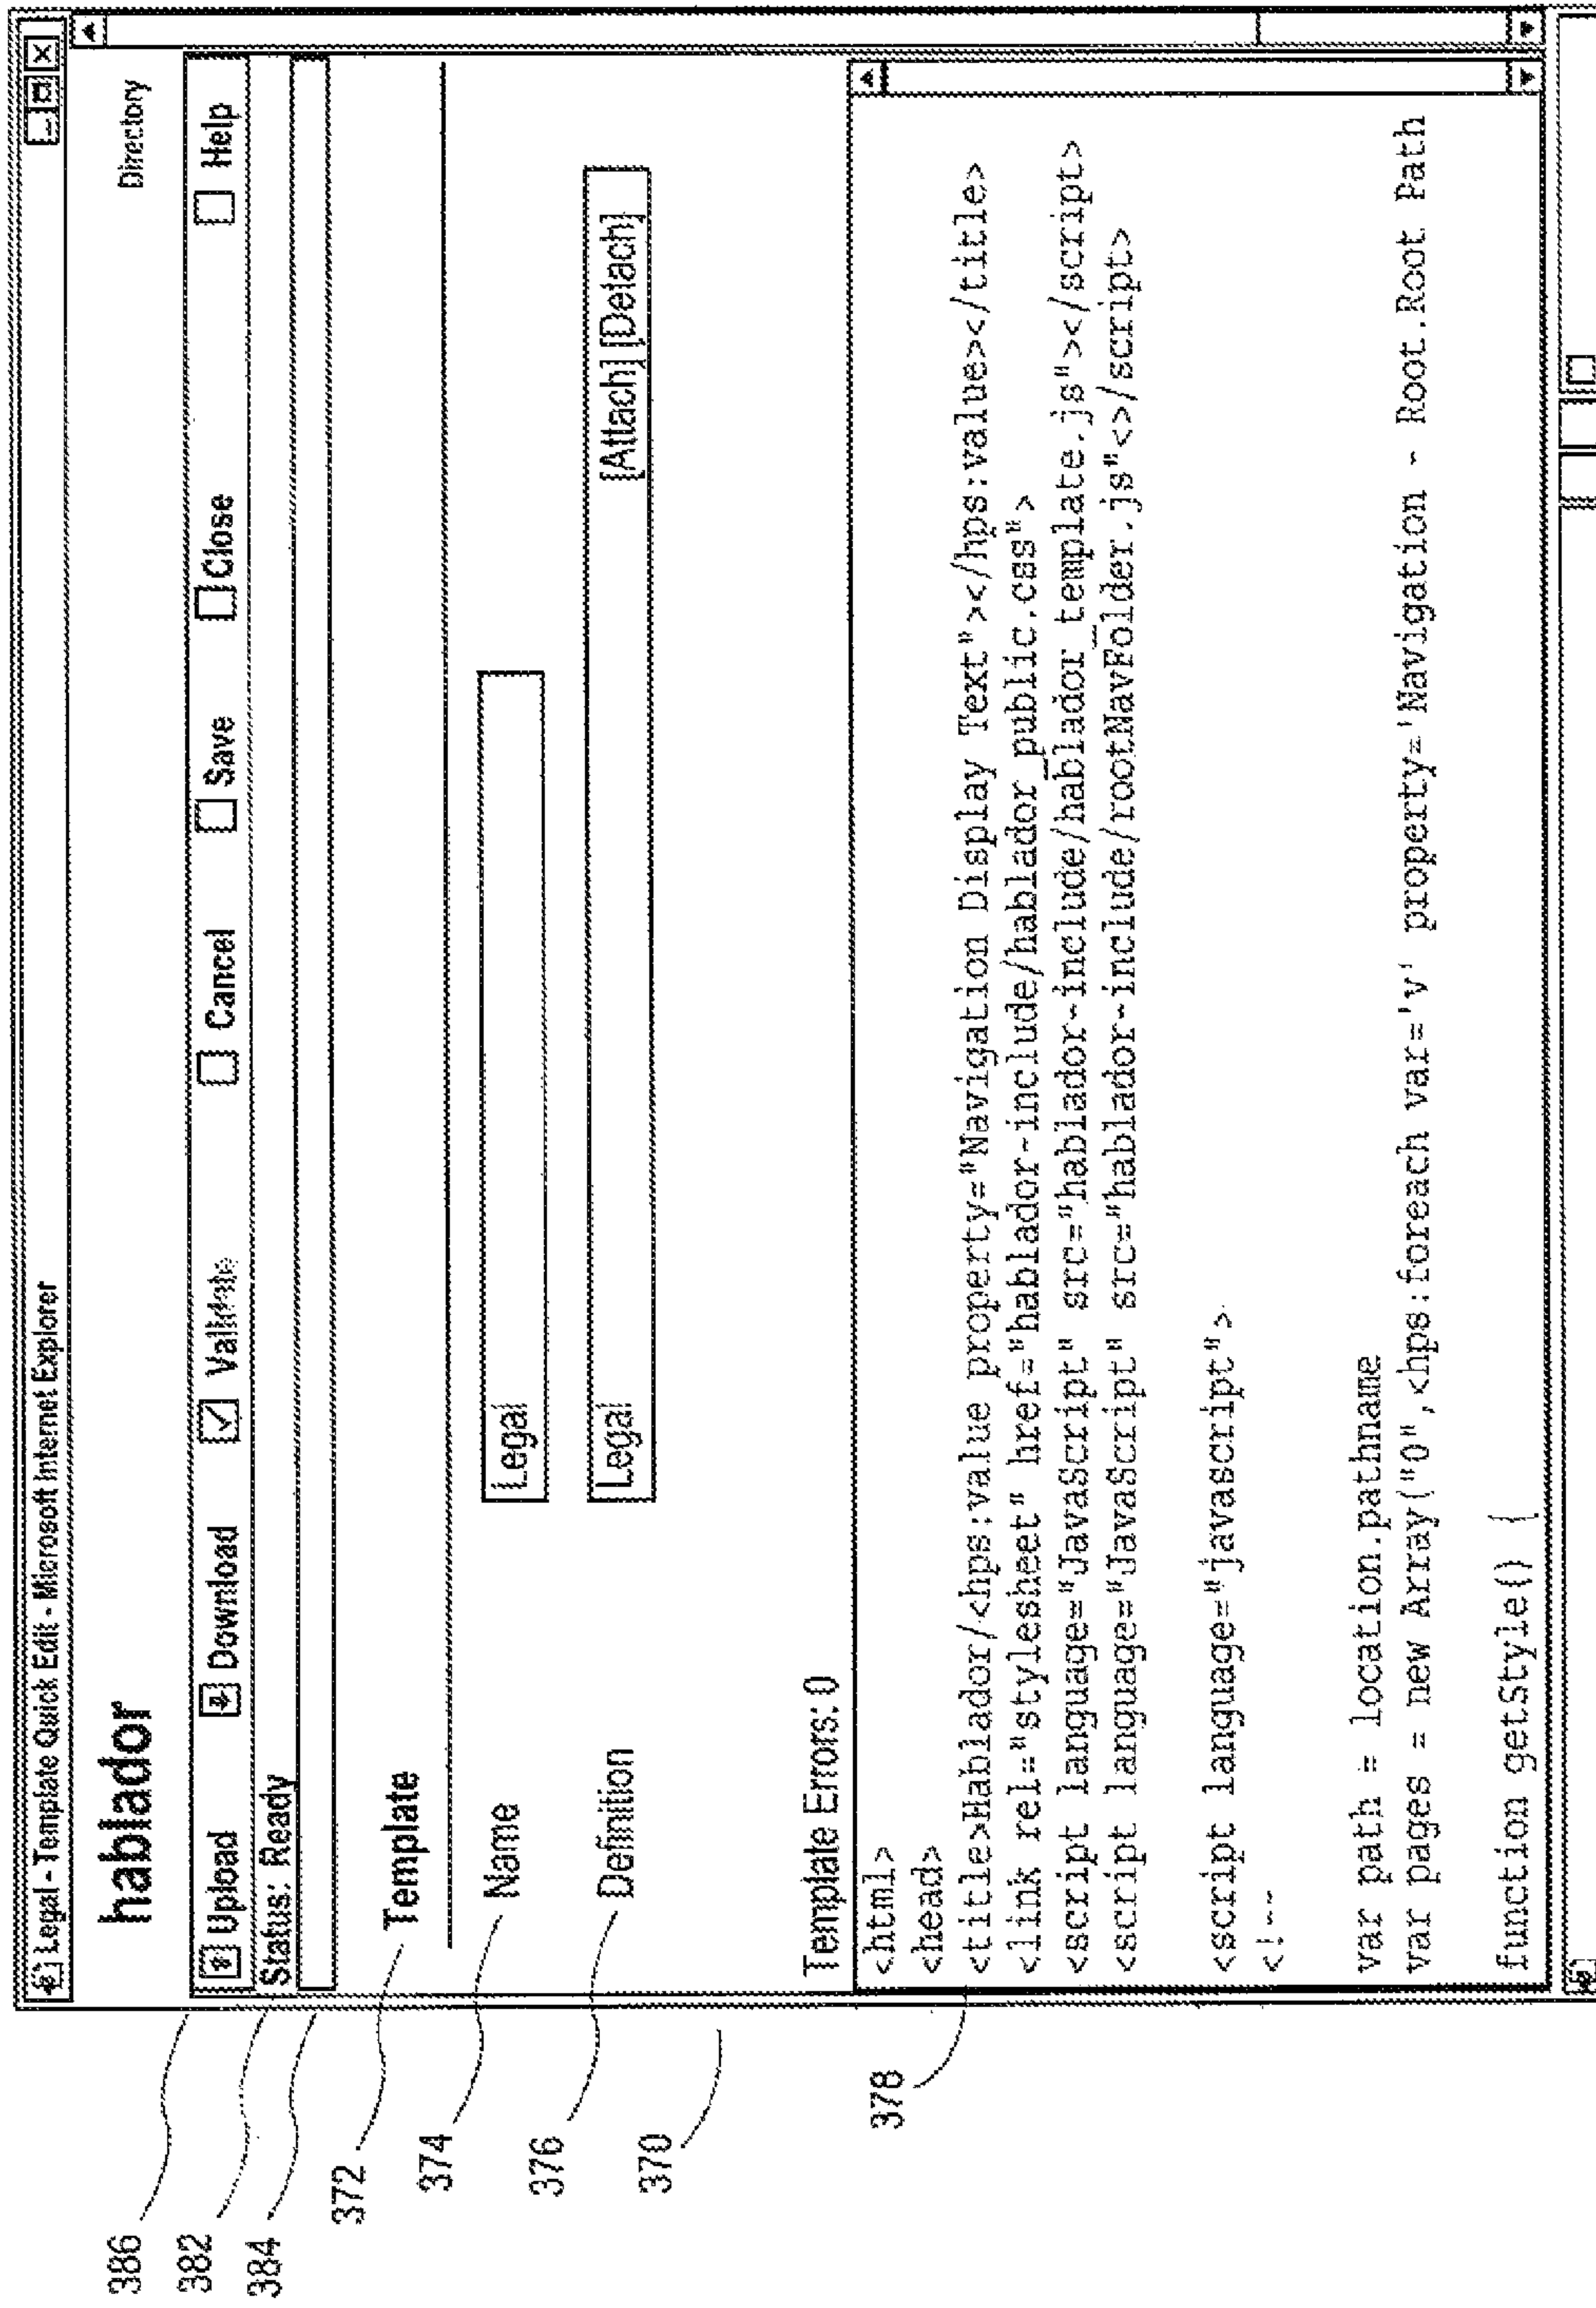 Legal - Template Quick Edit - Microsoft Internet Explorer
hablador
Directory
Upload Download Validate Cancel Save Close Help
Status: Ready
Template
Name Legal
Definition Legal [Attach] [Detach]
Template Errors: 0
<html>
<head>
<title>Hablador/<hps:value property="Navigation Display Text"></hps:value></title>
<link rel="stylesheet" href="hablador-include/hablador_public.css">
<script language="JavaScript" src="hablador-include/hablador_template.js"></script>
<script language="JavaScript" src="hablador-include/rootNavFolder.js"<>/script>
<script language="javascript">
<!--
var path = location.pathname
var pages = new Array("0",<hps:foreach var='v' property='Navigation - Root.Root Path
function getStyle() {
386
382
384
372
374
376
370
378